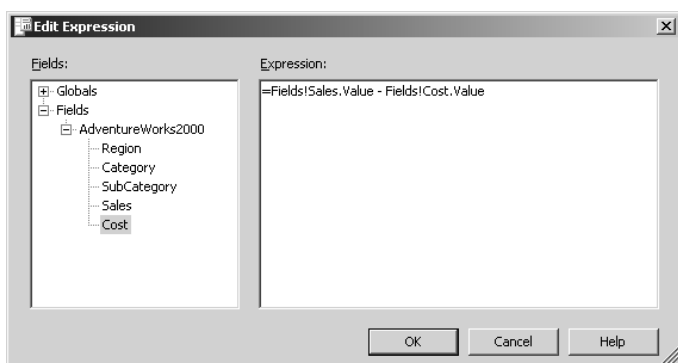 Edit Expression
Fields:
Expression:
Globals
Fields
AdventureWorks2000
Region
Category
SubCategory
Sales
Cost
=Fields!Sales.Value - Fields!Cost.Value
OK
Cancel
Help